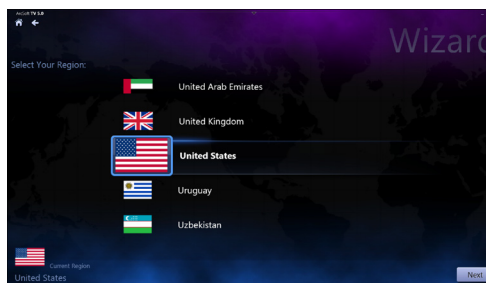 ArcSoft TV 5.0
Wizard
Select Your Region:
United Arab Emirates
United Kingdom
United States
Uruguay
Uzbekistan
Current Region
United States
Next